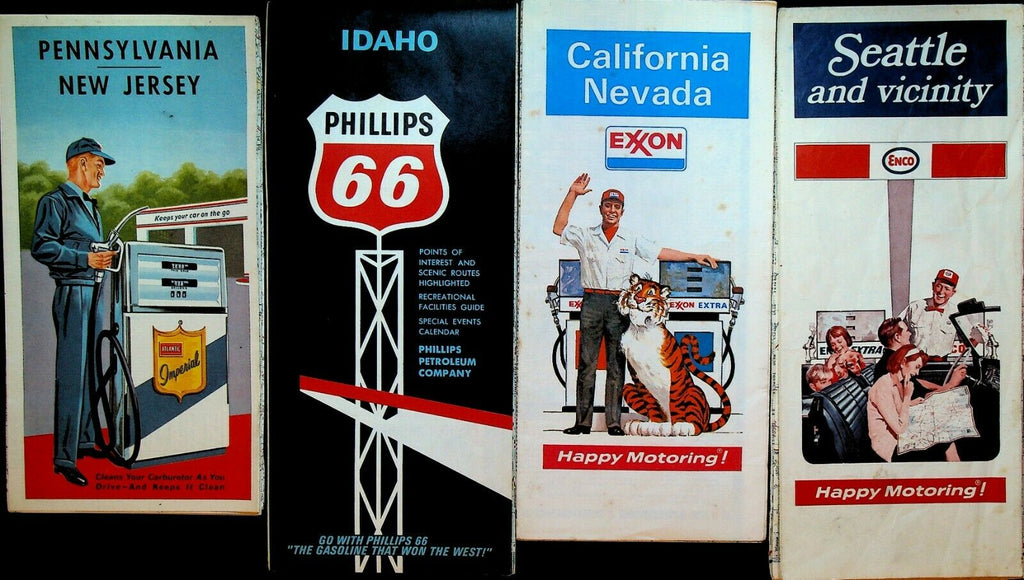 PENNSYLVANIA
NEW JERSEY
Keeps your car on the go
ATLANTIC
Imperial
Cleans Your Carburetor As You
Drive-And Keeps It Clean
IDAHO
PHILLIPS
66
POINTS OF
INTEREST AND
SCENIC ROUTES
HIGHLIGHTED
RECREATIONAL
FACILITIES GUIDE
SPECIAL EVENTS
CALENDAR
PHILLIPS
PETROLEUM
COMPANY
GO WITH PHILLIPS 66
"THE GASOLINE THAT WON THE WEST!"
California
Nevada
EXXON
EXXON EXTRA
Happy Motoring®!
Seattle
and vicinity
ENCO
EXTRA
Happy Motoring®!